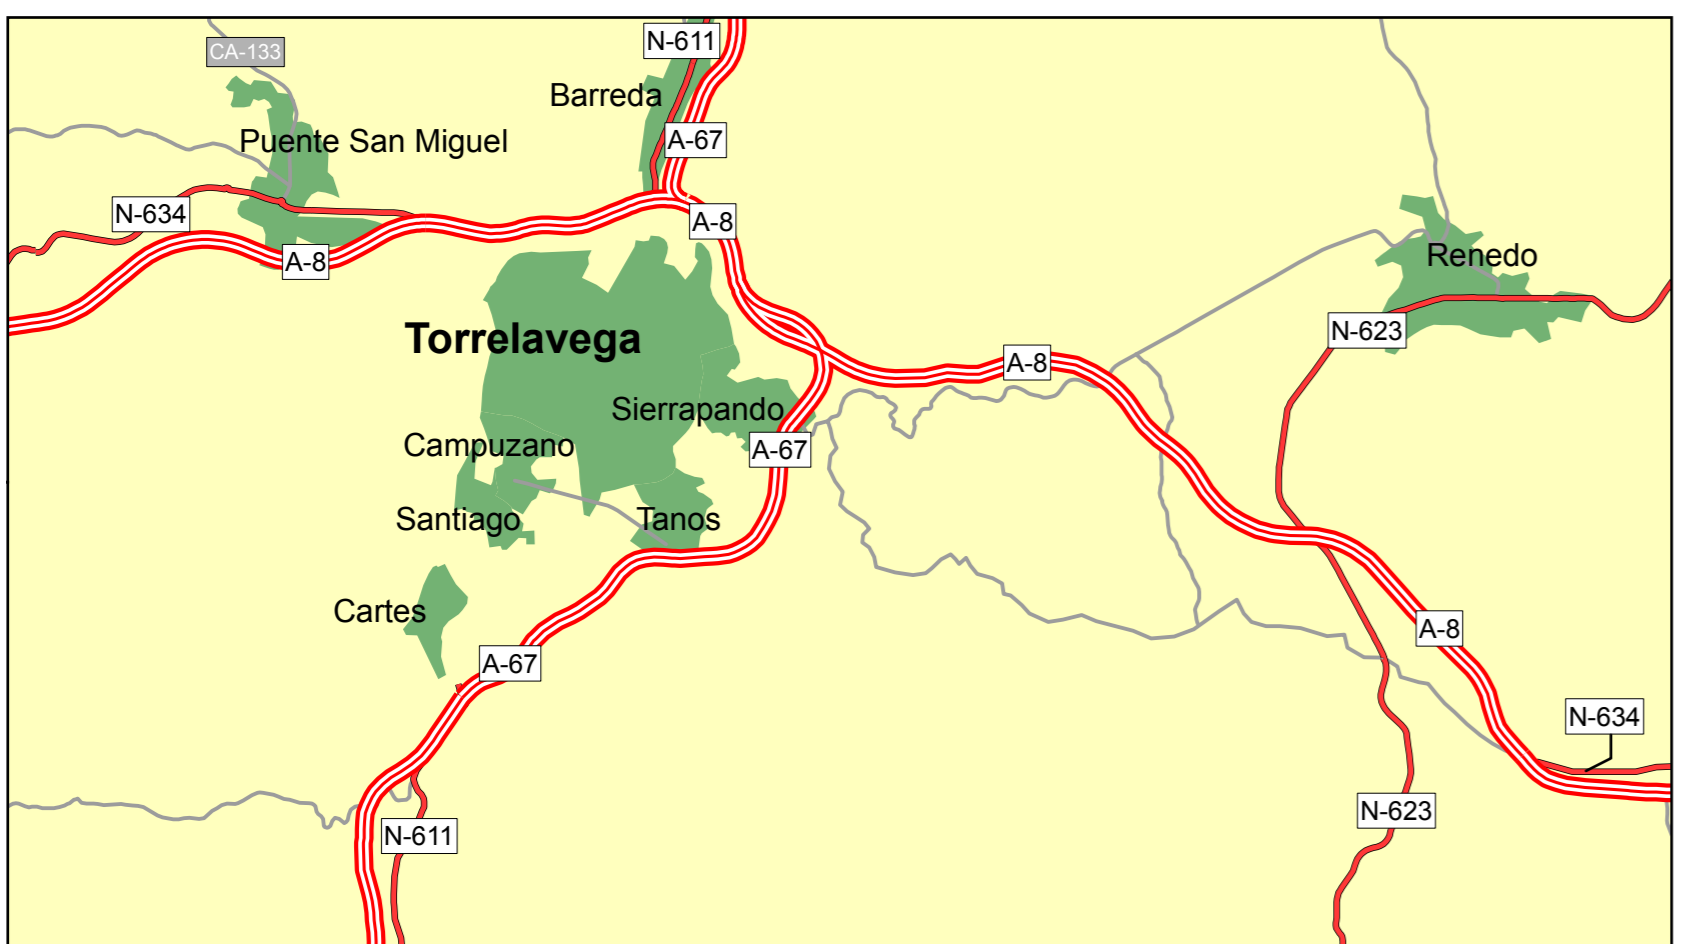 N-611
CA-133
Barreda
A-67
Puente San Miguel
N-634
A-8
A-8
Renedo
Torrelavega
N-623
A-8
Sierrapando
Campuzano
A-67
Santiago
Tanos
Cartes
A-8
A-67
N-634
N-623
N-611